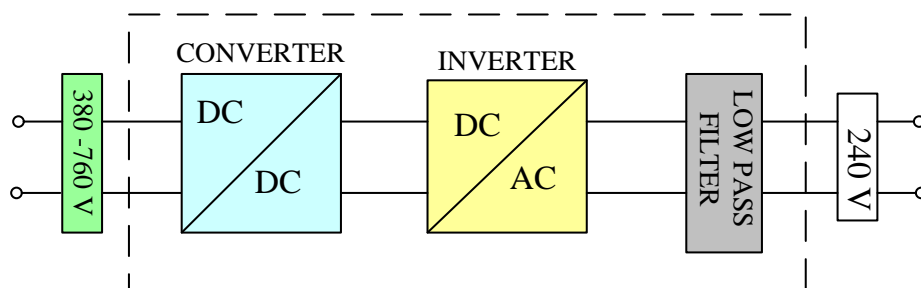 CONVERTER
INVERTER
380 -760 V
DC
DC
DC
AC
LOW PASS
FILTER
240 V